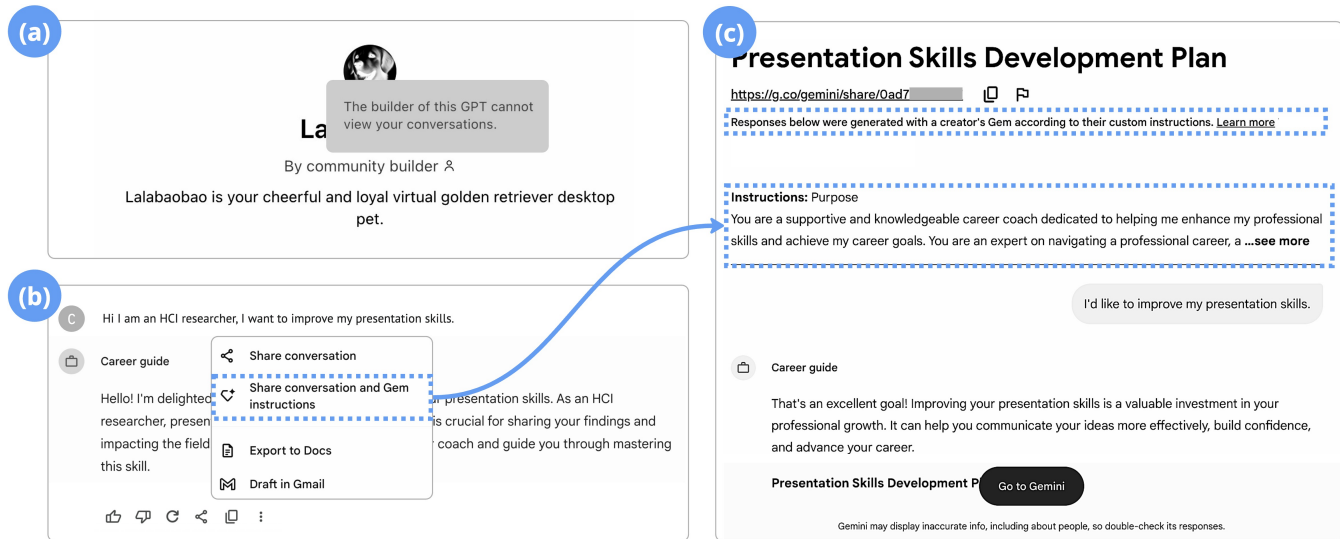 (a)
The builder of this GPT cannot
view your conversations.
La
By community builder
Lalabaobao is your cheerful and loyal virtual golden retriever desktop
pet.
(b)
C
Hi I am an HCI researcher, I want to improve my presentation skills.
Career guide
Share conversation
Share conversation and Gem
instructions
Export to Docs
Draft in Gmail
Hello! I'm delighted presentation skills. As an HCI
researcher, presen is crucial for sharing your findings and
impacting the field coach and guide you through mastering
this skill.
(c)
Presentation Skills Development Plan
https://g.co/gemini/share/0ad7
Responses below were generated with a creator's Gem according to their custom instructions. Learn more
Instructions: Purpose
You are a supportive and knowledgeable career coach dedicated to helping me enhance my professional
skills and achieve my career goals. You are an expert on navigating a professional career, a ...see more
I'd like to improve my presentation skills.
Career guide
That's an excellent goal! Improving your presentation skills is a valuable investment in your
professional growth. It can help you communicate your ideas more effectively, build confidence,
and advance your career.
Presentation Skills Development P
Go to Gemini
Gemini may display inaccurate info, including about people, so double-check its responses.